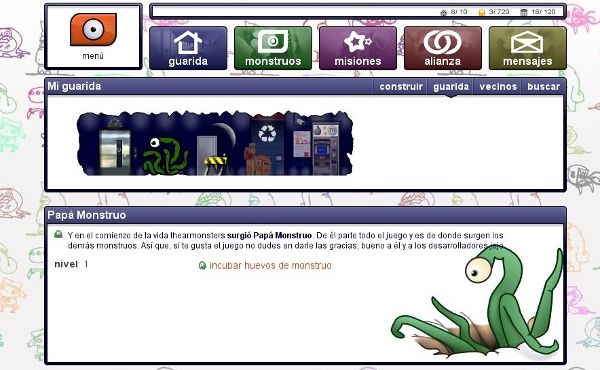 8/ 10 3/ 720 18/ 120
menú
guarida monstruos misiones alianza mensajes
Mi guarida construir guarida vecinos buscar
Papá Monstruo
Y en el comienzo de la vida thearmonsters surgió Papá Monstruo. De él parte todo el juego y es de donde surgen los
demás monstruos. Así que, si te gusta el juego no dudes en darle las gracias, bueno a él y a los desarrolladores jeje
nivel: 1 incubar huevos de monstruo